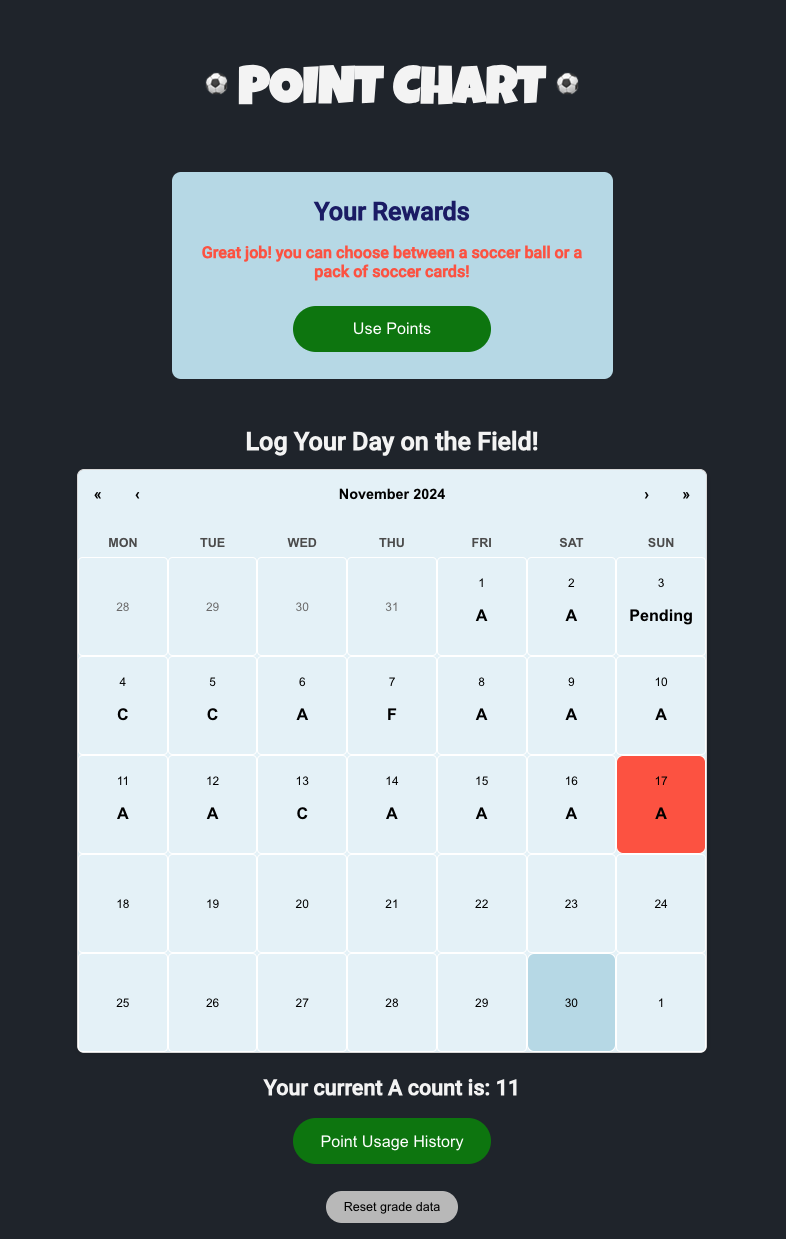 POINT CHART
Your Rewards
Great job! you can choose between a soccer ball or a
pack of soccer cards!
Use Points
Log Your Day on the Field!
« ‹ November 2024 › »
MON TUE WED THU FRI SAT SUN
28 29 30 31 1 2 3
A A Pending
4 5 6 7 8 9 10
C C A F A A A
11 12 13 14 15 16 17
A A C A A A A
18 19 20 21 22 23 24
25 26 27 28 29 30 1
Your current A count is: 11
Point Usage History
Reset grade data